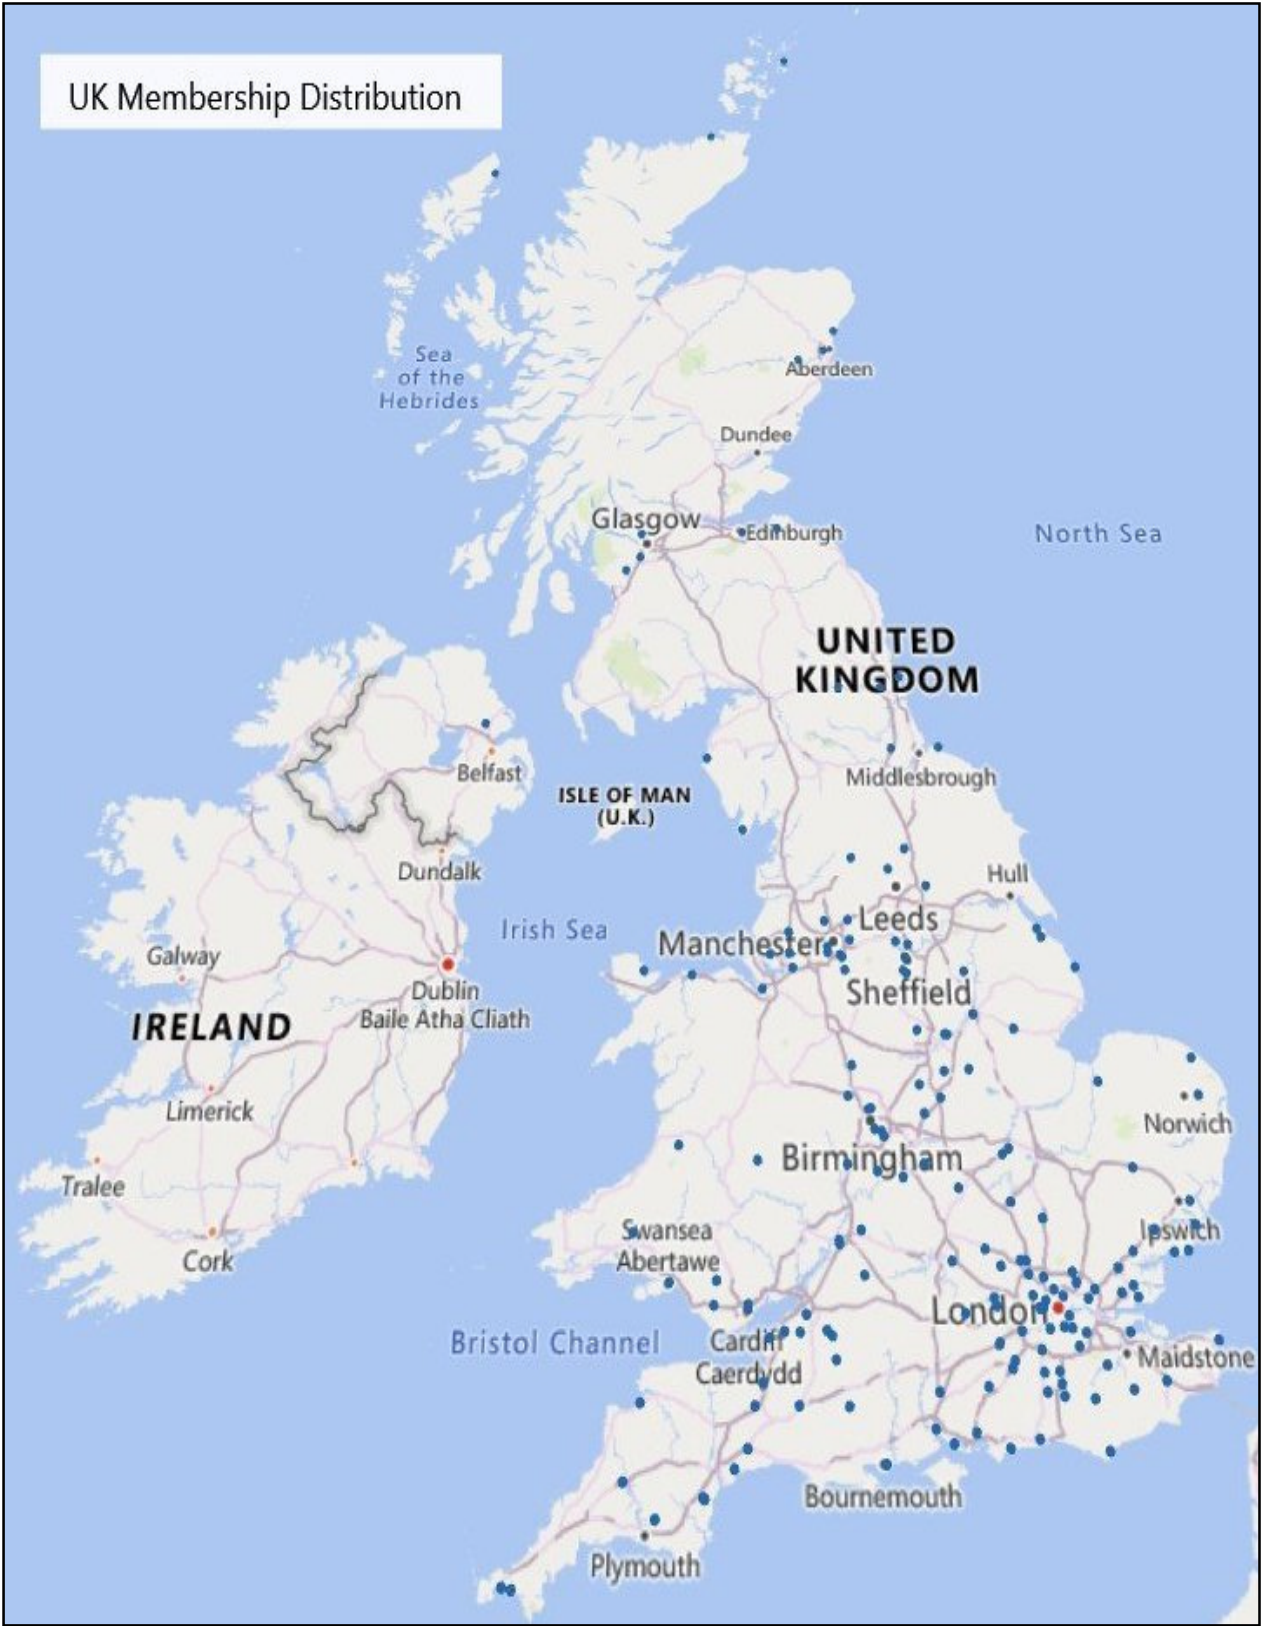 UK Membership Distribution
Sea
of the
Hebrides
Aberdeen
Dundee
Glasgow
Edinburgh
North Sea
UNITED
KINGDOM
Belfast
ISLE OF MAN
(U.K.)
Middlesbrough
Dundalk
Hull
Irish Sea
Leeds
Manchester
Galway
Sheffield
Dublin
Baile Atha Cliath
IRELAND
Limerick
Norwich
Birmingham
Tralee
Swansea
Abertawe
Ipswich
Cork
London
Bristol Channel
Cardiff
Caerdydd
Maidstone
Bournemouth
Plymouth